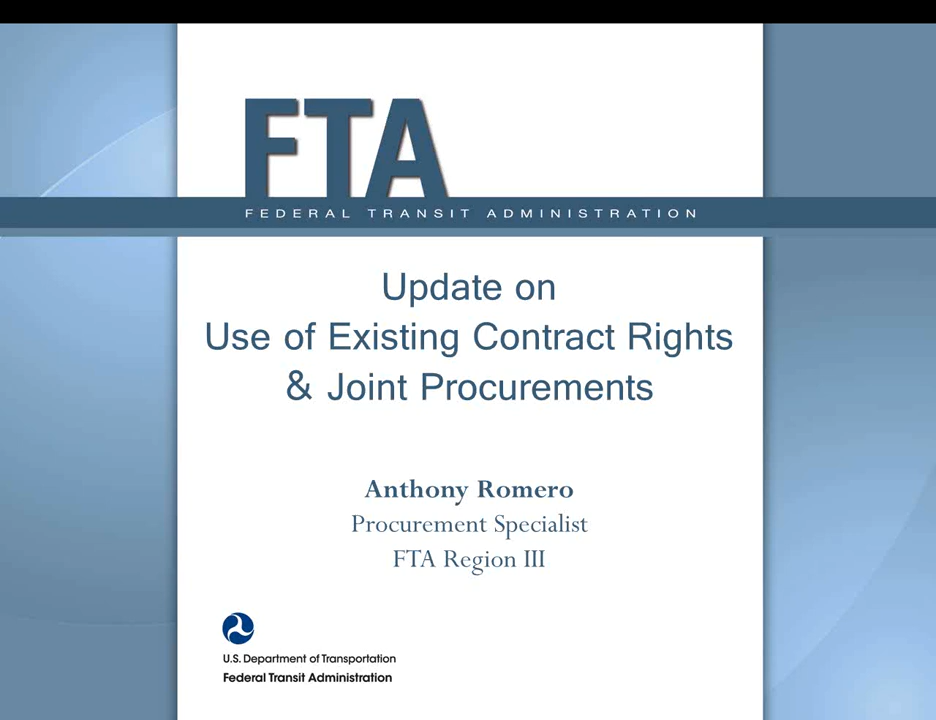 FTA
FEDERAL TRANSIT ADMINISTRATION
Update on
Use of Existing Contract Rights
& Joint Procurements
Anthony Romero
Procurement Specialist
FTA Region III
U.S. Department of Transportation
Federal Transit Administration